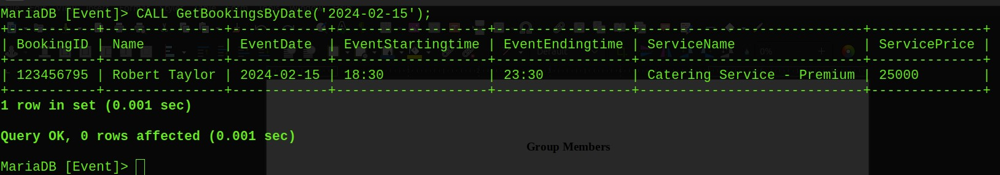 MariaDB [Event]> CALL GetBookingsByDate('2024-02-15');
+-----------+---------------+------------+-------------------+-----------------+----------------------------+--------------+
| BookingID | Name          | EventDate  | EventStartingtime | EventEndingtime | ServiceName                | ServicePrice |
+-----------+---------------+------------+-------------------+-----------------+----------------------------+--------------+
| 123456795 | Robert Taylor | 2024-02-15 | 18:30             | 23:30           | Catering Service - Premium | 25000        |
+-----------+---------------+------------+-------------------+-----------------+----------------------------+--------------+
1 row in set (0.001 sec)
Query OK, 0 rows affected (0.001 sec)
Group Members
MariaDB [Event]>
Default
0%